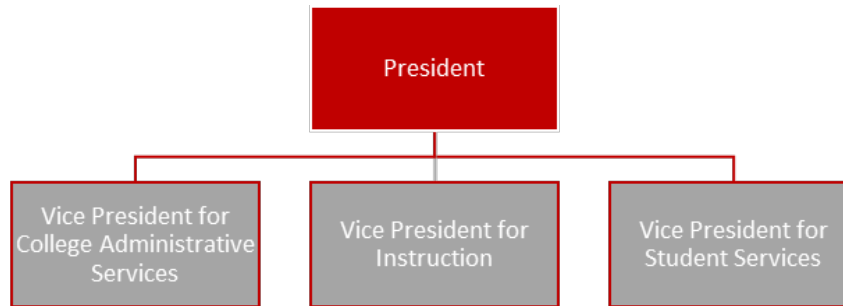 President
Vice President for
College Administrative
Services
Vice President for
Instruction
Vice President for
Student Services